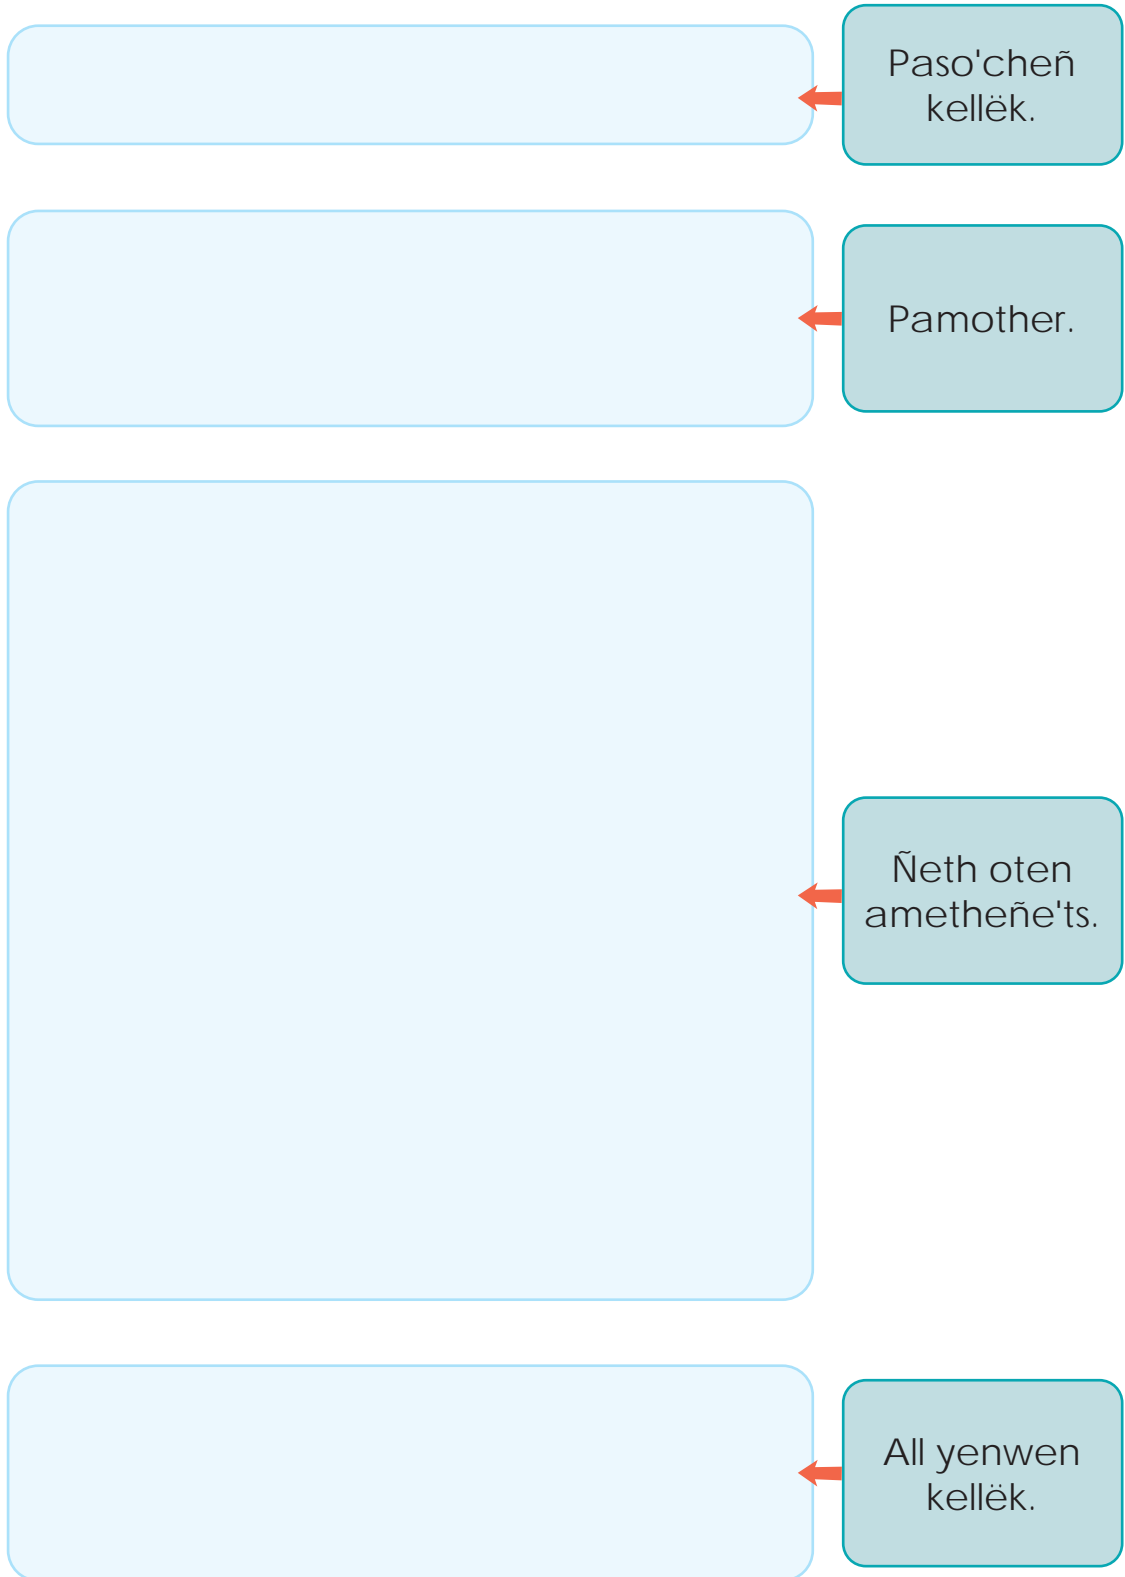 Paso'cheñ
kellëk.
Pamother.
Ñeth oten
ametheñe'ts.
All yenwen
kellëk.